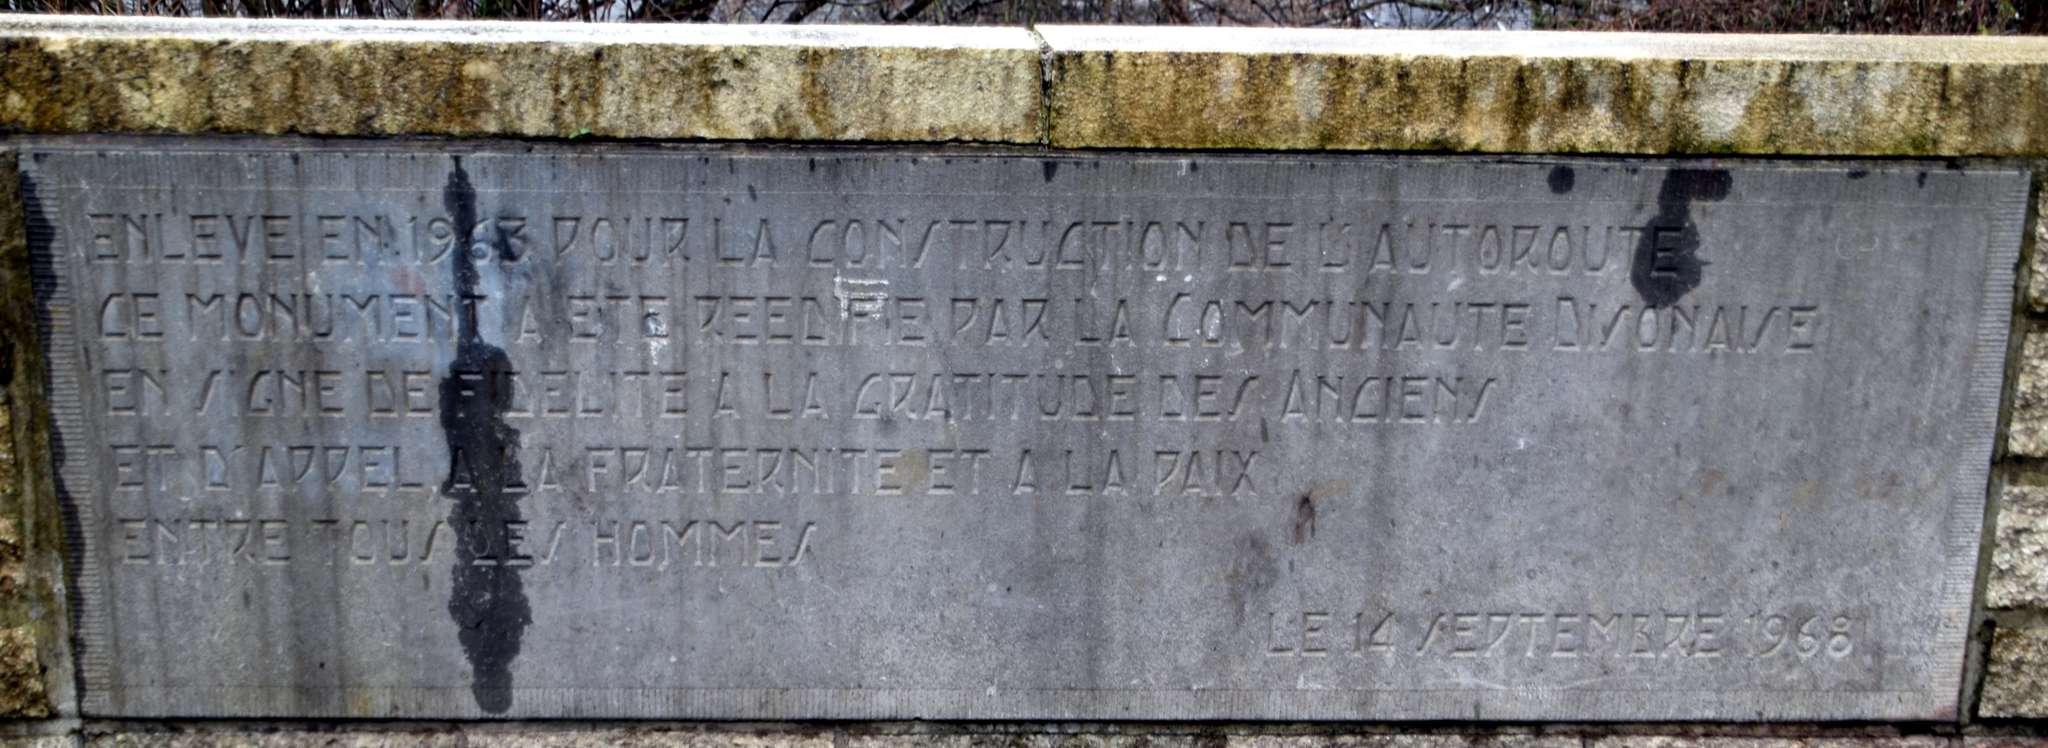 ENLEVE EN 1963 POUR LA CONSTRUCTION DE L'AUTOROUTE
CE MONUMENT A ETE REEDIFIE PAR LA COMMUNAUTE DISONAISE
EN SIGNE DE FIDELITE A LA GRATITUDE DES ANCIENS
ET D'APPEL A LA FRATERNITE ET A LA PAIX
ENTRE TOUS LES HOMMES
LE 14 SEPTEMBRE 1968